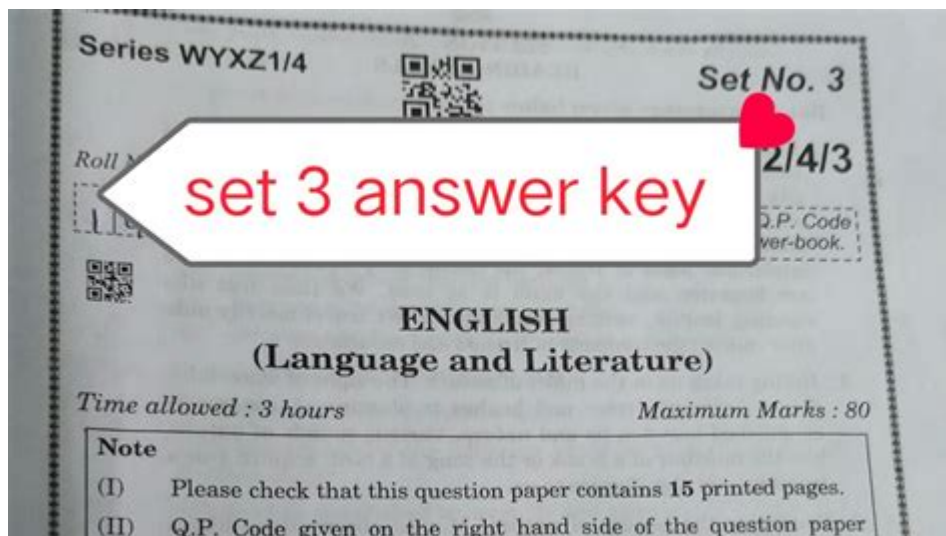 Series WYXZ1/4
Set No. 3
Roll
2/4/3
set 3 answer key
Q.P. Code
wer-book.
ENGLISH
(Language and Literature)
Time allowed : 3 hours
Maximum Marks : 80
Note
(I) Please check that this question paper contains 15 printed pages.
(II) Q.P. Code given on the right hand side of the question paper